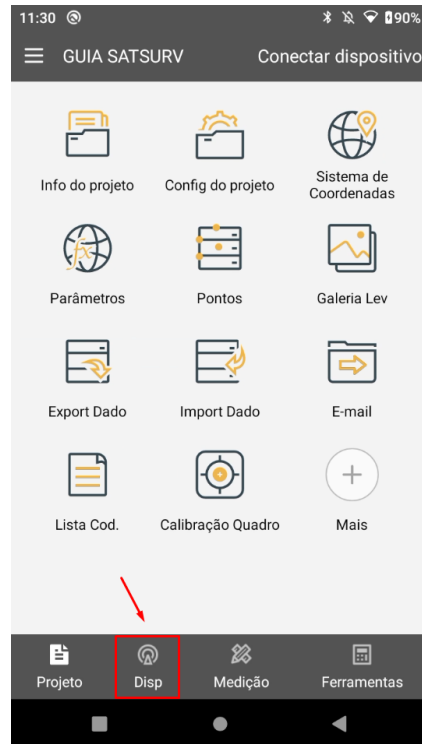 11:30 90%
GUIA SATSURV Conectar dispositivo
Info do projeto Config do projeto Sistema de
Coordenadas
Parâmetros Pontos Galeria Lev
Export Dado Import Dado E-mail
Lista Cod. Calibração Quadro Mais
Projeto Disp Medição Ferramentas